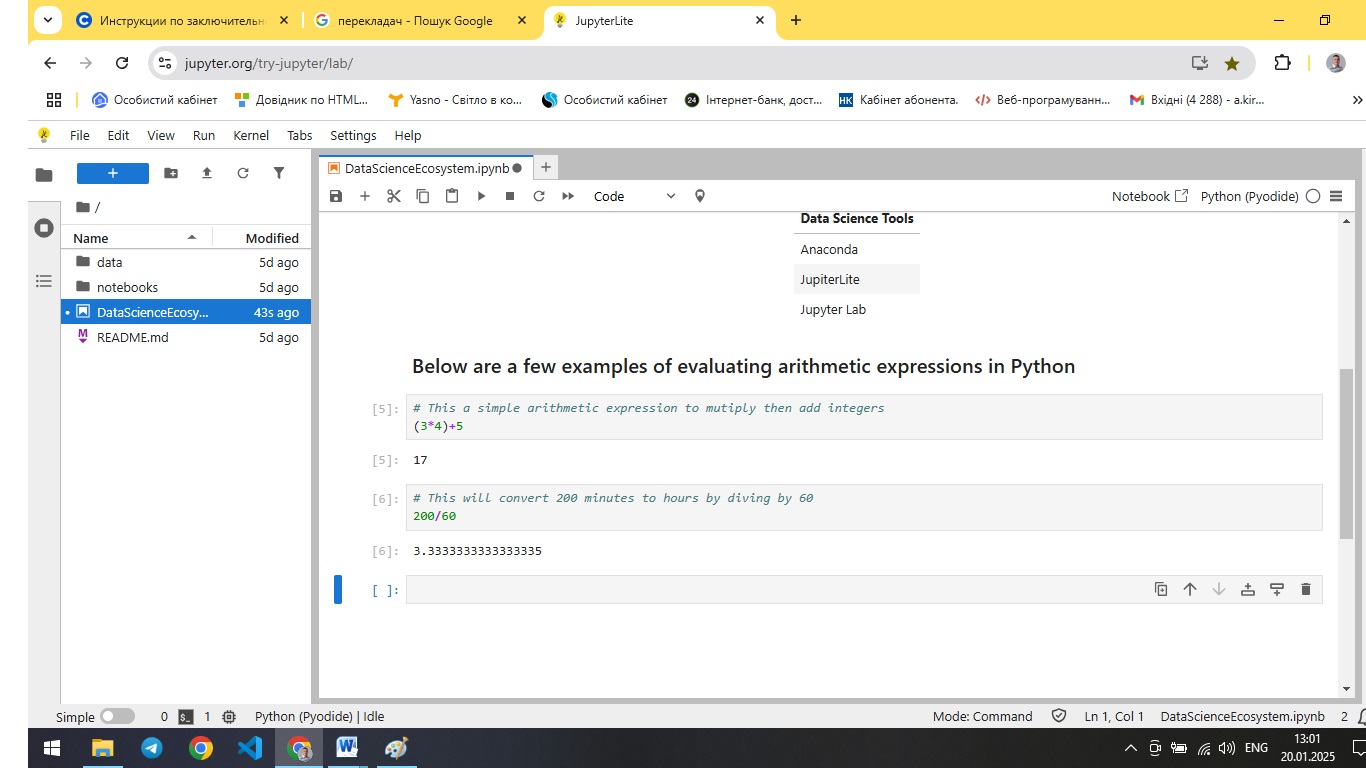 Инструкции по заключительн
перекладач - Пошук Google
JupyterLite
jupyter.org/try-jupyter/lab/
Особистий кабінет
Довідник по HTML...
Yasno - Світло в ко...
Особистий кабінет
24
Інтернет-банк, дост...
НК
Кабінет абонента.
Веб-програмуванн...
Вхідні (4 288) - a.kir...
File Edit View Run Kernel Tabs Settings Help
+
DataScienceEcosystem.ipynb
Code
Notebook
Python (Pyodide)
/
Name Modified
data 5d ago
notebooks 5d ago
DataScienceEcosy... 43s ago
README.md 5d ago
Data Science Tools
Anaconda
JupiterLite
Jupyter Lab
Below are a few examples of evaluating arithmetic expressions in Python
[5]: # This a simple arithmetic expression to mutiply then add integers
(3*4)+5
[5]: 17
[6]: # This will convert 200 minutes to hours by diving by 60
200/60
[6]: 3.3333333333333335
[ ]:
Simple 0 1 Python (Pyodide) | Idle Mode: Command Ln 1, Col 1 DataScienceEcosystem.ipynb 2
ENG
13:01
20.01.2025